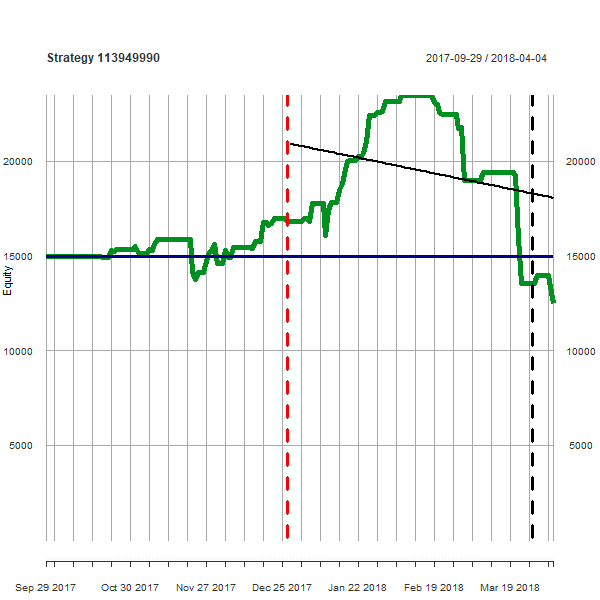 Strategy 113949990
2017-09-29 / 2018-04-04
20000
20000
15000
15000
Equity
10000
10000
5000
5000
Sep 29 2017
Oct 30 2017
Nov 27 2017
Dec 25 2017
Jan 22 2018
Feb 19 2018
Mar 19 2018